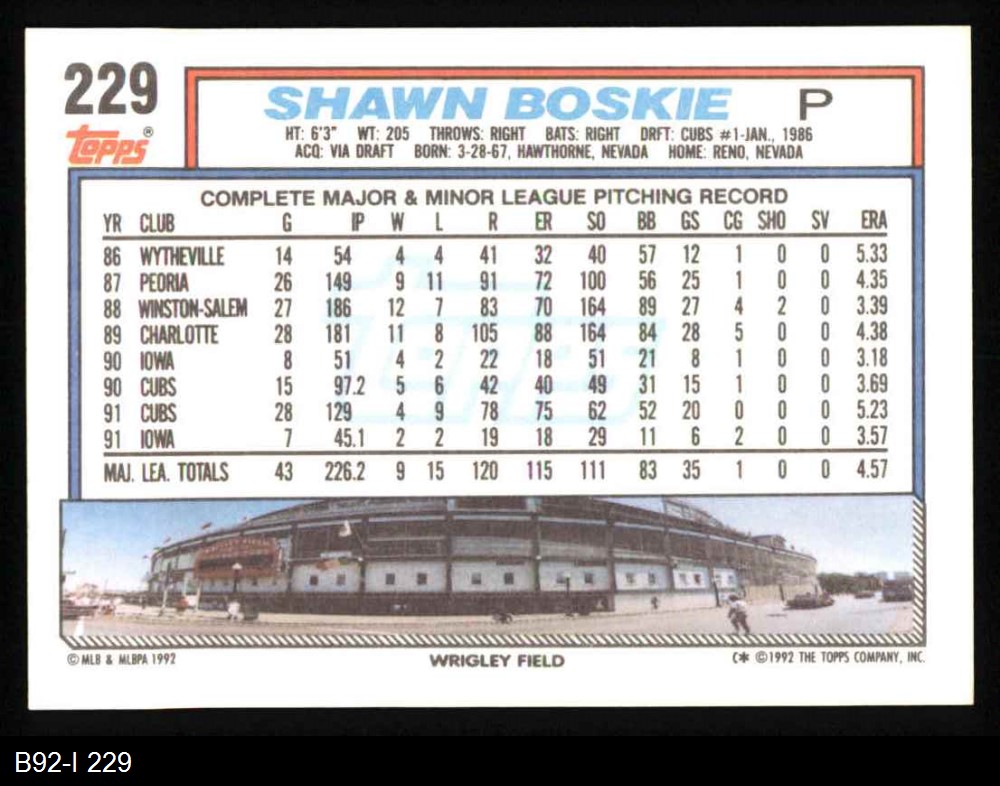 229
Topps®
SHAWN BOSKIE P
HT: 6'3" WT: 205 THROWS: RIGHT BATS: RIGHT DRFT: CUBS #1-JAN., 1986
ACQ: VIA DRAFT BORN: 3-28-67, HAWTHORNE, NEVADA HOME: RENO, NEVADA
COMPLETE MAJOR & MINOR LEAGUE PITCHING RECORD
YR CLUB G IP W L R ER SO BB GS CG SHO SV ERA
86 WYTHEVILLE 14 54 4 4 41 32 40 57 12 1 0 0 5.33
87 PEORIA 26 149 9 11 91 72 100 56 25 1 0 0 4.35
88 WINSTON-SALEM 27 186 12 7 83 70 164 89 27 4 2 0 3.39
89 CHARLOTTE 28 181 11 8 105 88 164 84 28 5 0 0 4.38
90 IOWA 8 51 4 2 22 18 51 21 8 1 0 0 3.18
90 CUBS 15 97.2 5 6 42 40 49 31 15 1 0 0 3.69
91 CUBS 28 129 4 9 78 75 62 52 20 0 0 0 5.23
91 IOWA 7 45.1 2 2 19 18 29 11 6 2 0 0 3.57
MAJ. LEA. TOTALS 43 226.2 9 15 120 115 111 83 35 1 0 0 4.57
Topps
© MLB & MLBPA 1992 WRIGLEY FIELD C* ©1992 THE TOPPS COMPANY, INC.
B92-I 229